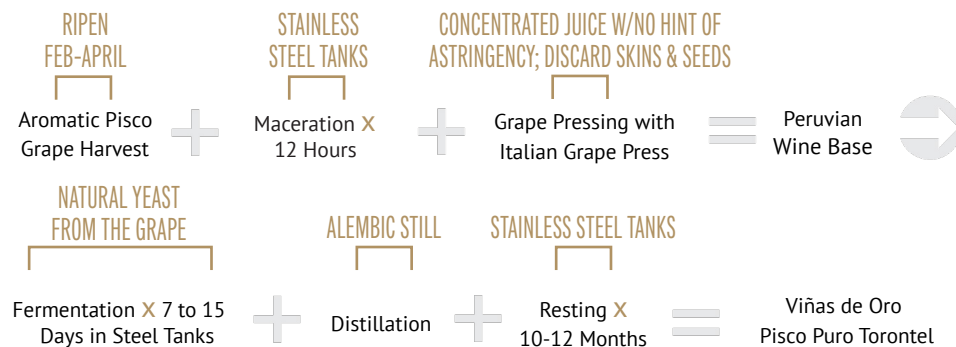 RIPEN
FEB-APRIL
STAINLESS
STEEL TANKS
CONCENTRATED JUICE W/NO HINT OF
ASTRINGENCY; DISCARD SKINS & SEEDS
Aromatic Pisco
Grape Harvest
+
Maceration X
12 Hours
+
Grape Pressing with
Italian Grape Press
=
Peruvian
Wine Base
NATURAL YEAST
FROM THE GRAPE
ALEMBIC STILL
STAINLESS STEEL TANKS
Fermentation X 7 to 15
Days in Steel Tanks
+
Distillation
+
Resting X
10-12 Months
=
Viñas de Oro
Pisco Puro Torontel